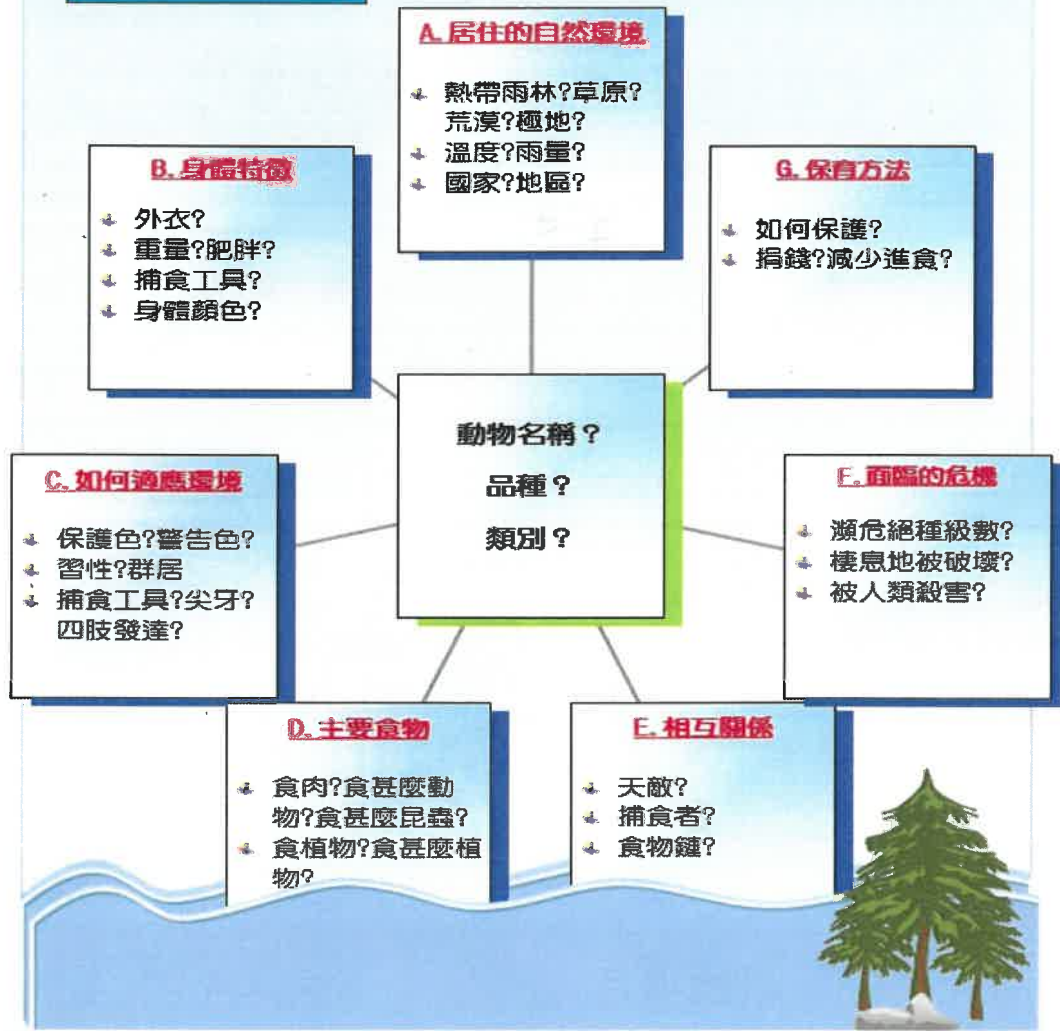 A. 居住的自然環境
熱帶雨林?草原?
荒漠?極地?
溫度?雨量?
國家?地區?
B. 身體特徵
外衣?
重量?肥胖?
捕食工具?
身體顏色?
G. 保育方法
如何保護?
捐錢?減少進食?
動物名稱？
品種？
類別？
C. 如何適應環境
保護色?警告色?
習性?群居
捕食工具?尖牙?
四肢發達?
F. 面臨的危機
瀕危絕種級數?
棲息地被破壞?
被人類殺害?
D. 主要食物
食肉?食甚麼動
物?食甚麼昆蟲?
食植物?食甚麼植
物?
E. 相互關係
天敵?
捕食者?
食物鏈?